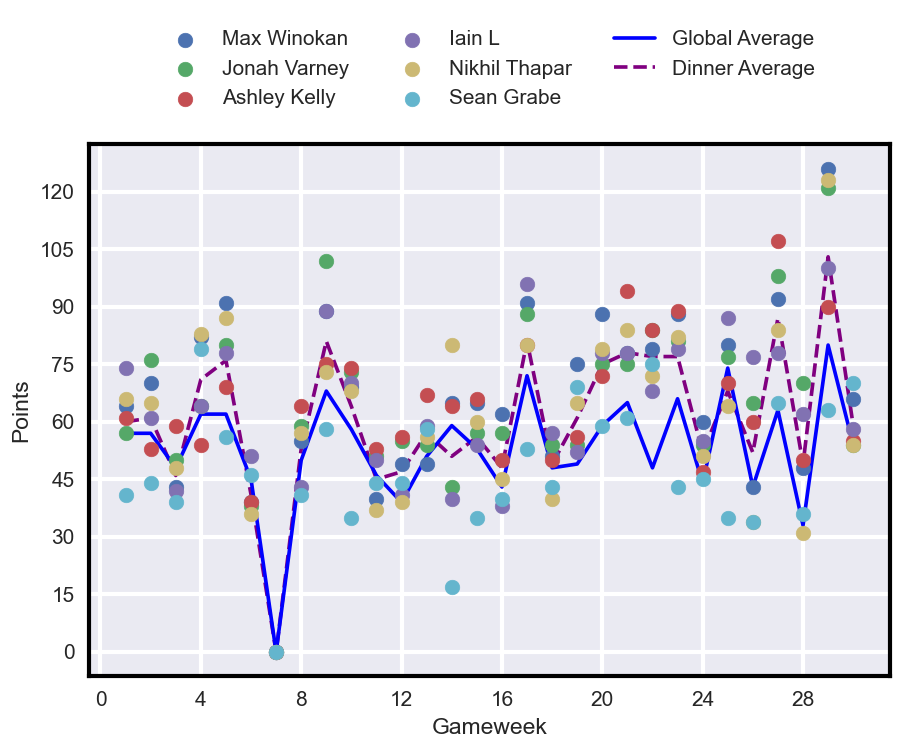 Max Winokan Iain L Global Average
Jonah Varney Nikhil Thapar Dinner Average
Ashley Kelly Sean Grabe
120
105
90
75
60
45
30
15
0
Points
0 4 8 12 16 20 24 28
Gameweek